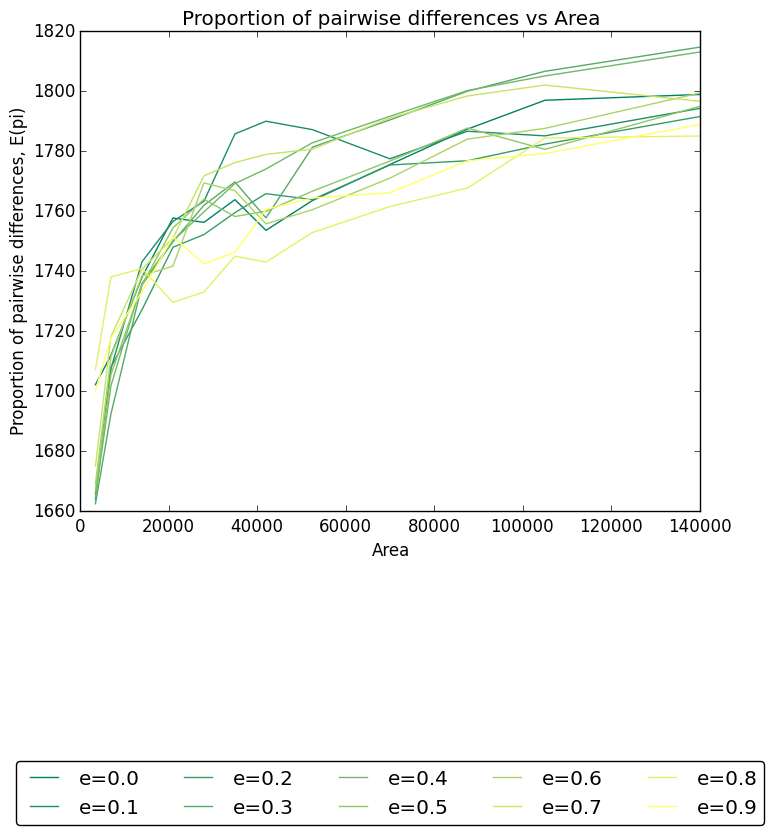 Proportion of pairwise differences vs Area
Proportion of pairwise differences, E(pi)
1820
1800
1780
1760
1740
1720
1700
1680
1660
0 20000 40000 60000 80000 100000 120000 140000
Area
e=0.0 e=0.2 e=0.4 e=0.6 e=0.8
e=0.1 e=0.3 e=0.5 e=0.7 e=0.9